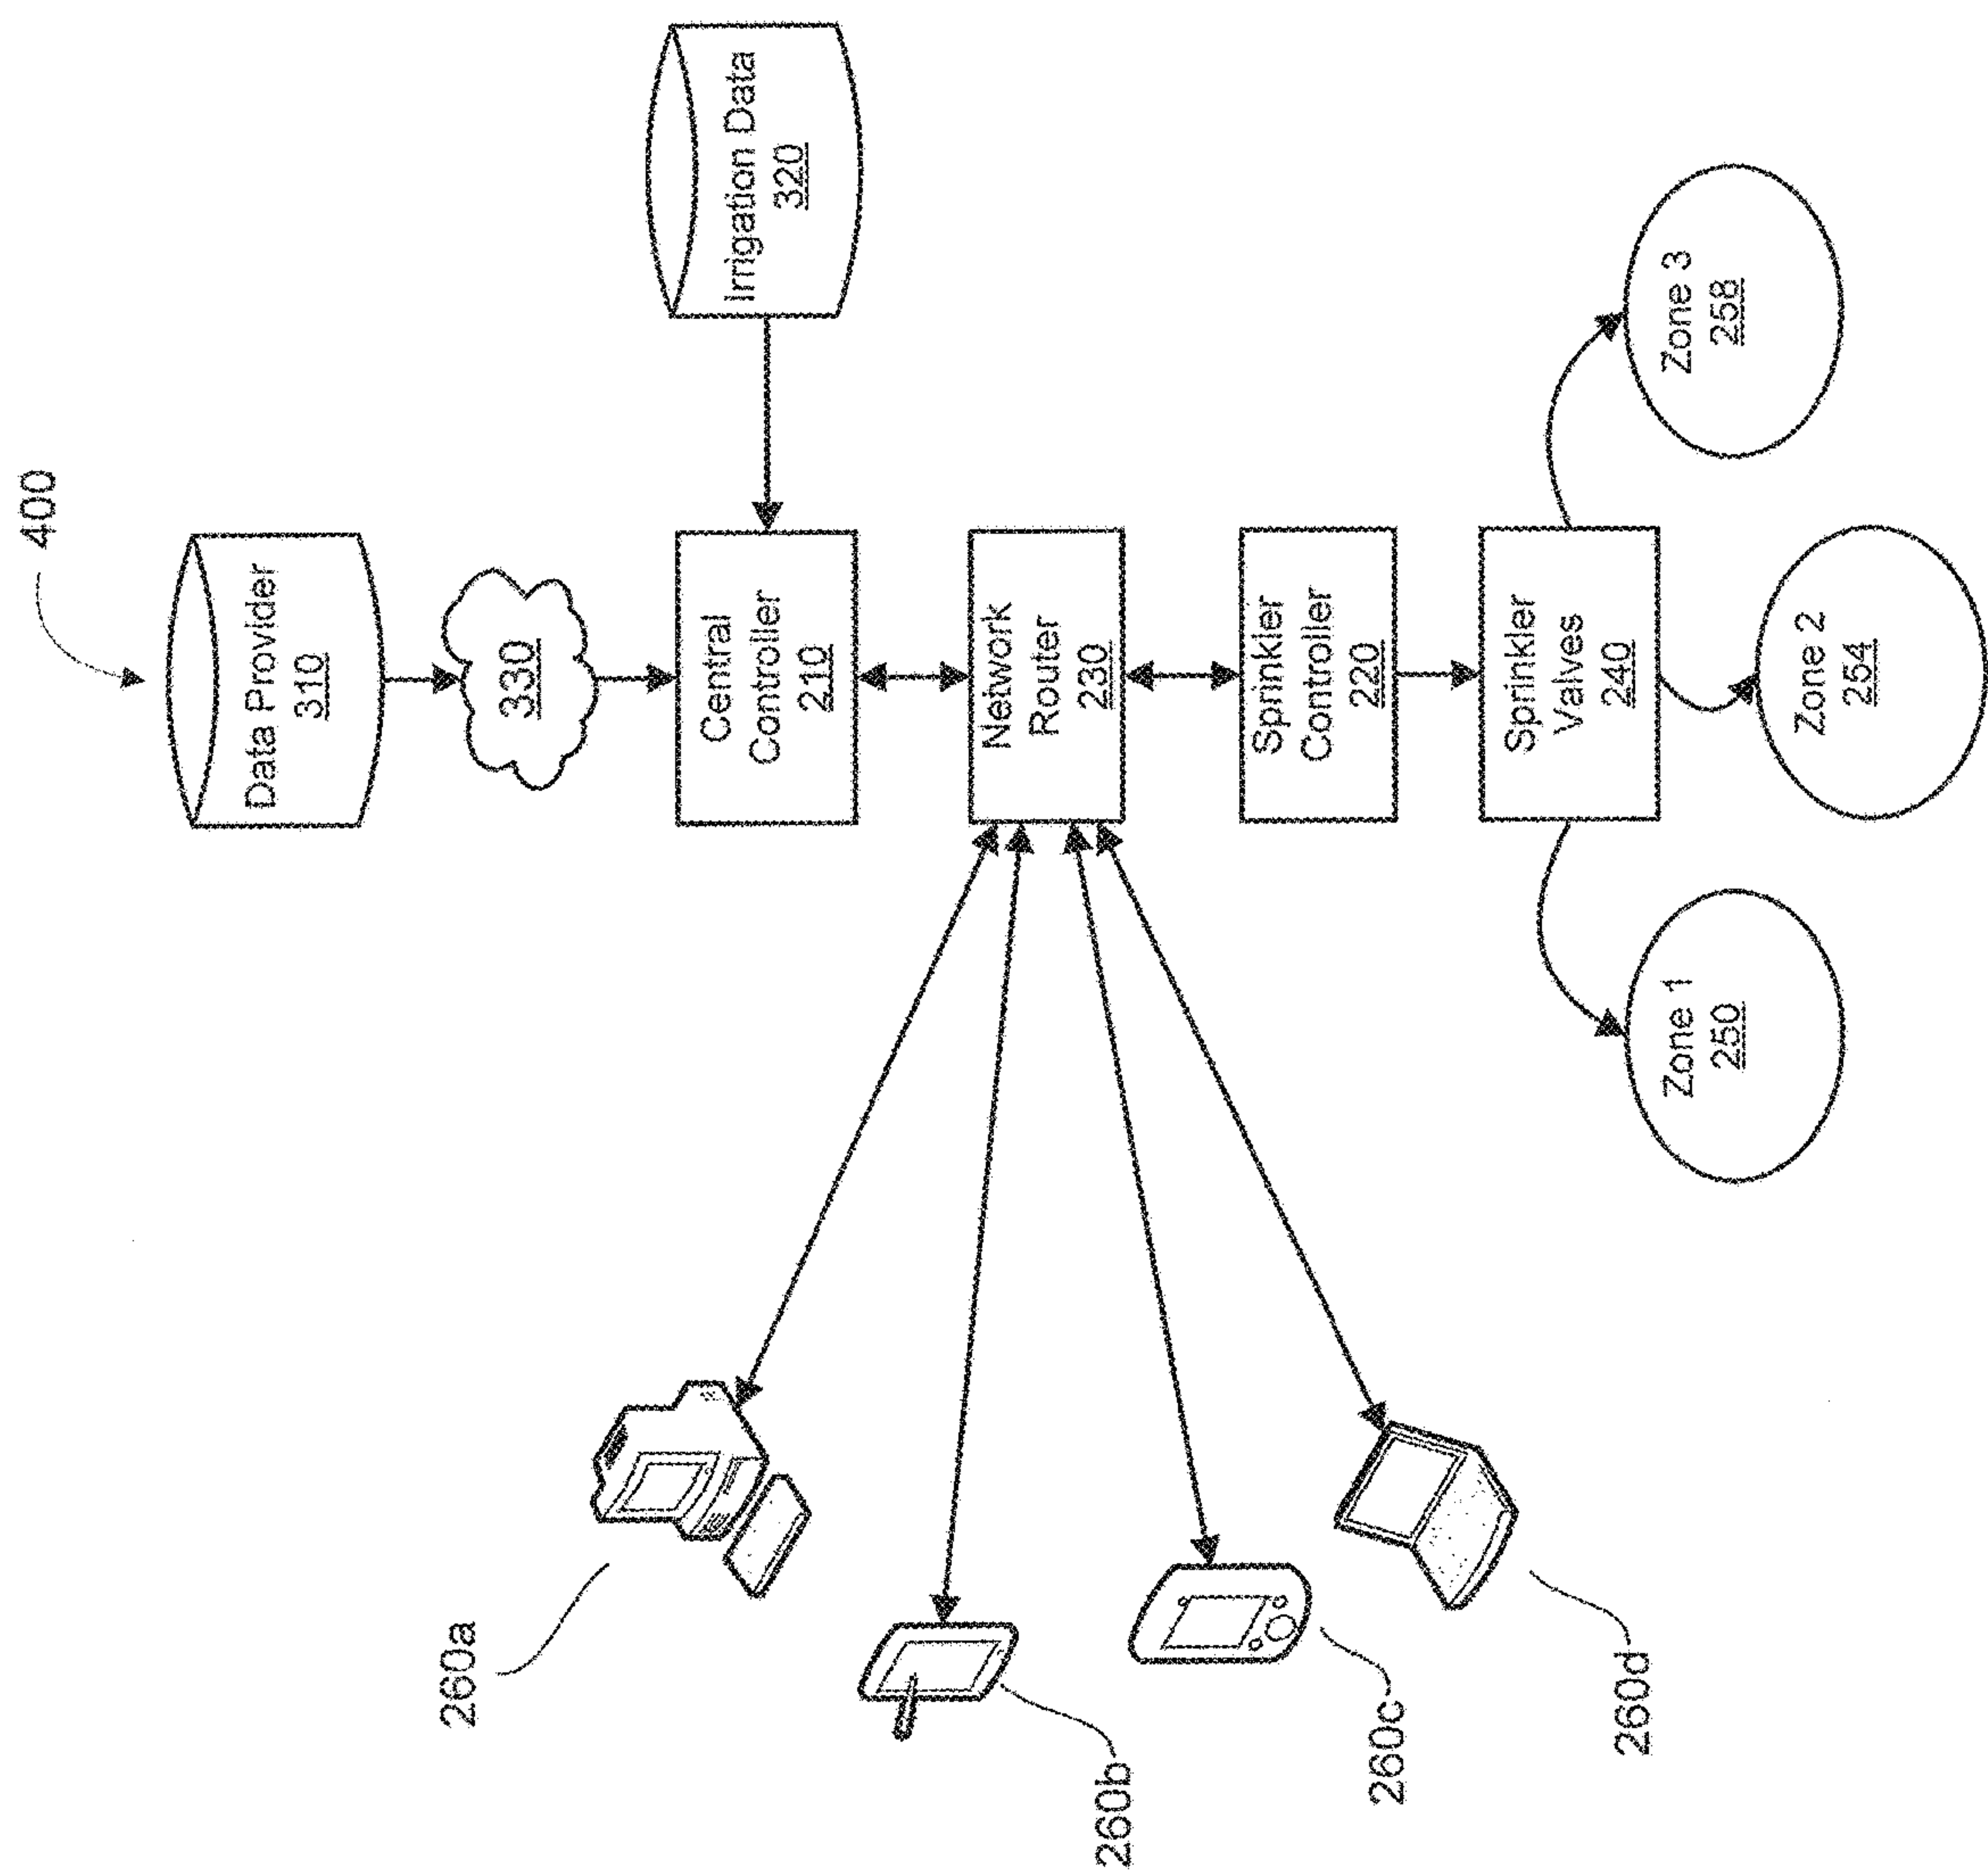 400
Data Provider
310
330
Irrigation Data
320
Central
Controller
210
Network
Router
230
Sprinkler
Controller
220
Sprinkler
Valves
240
Zone 1
250
Zone 2
254
Zone 3
258
260a
260b
260c
260d